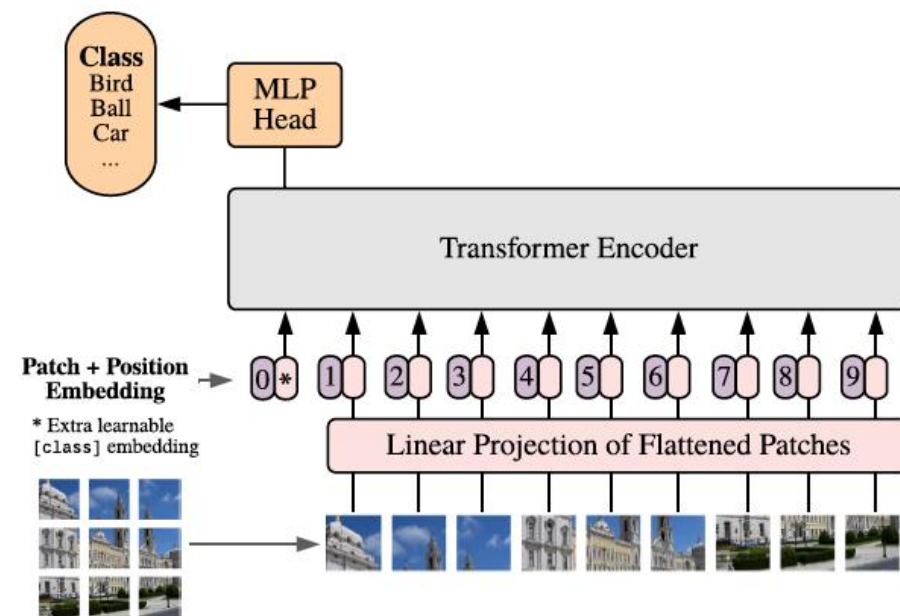 Class
Bird
Ball
Car
...
MLP
Head
Transformer Encoder
Patch + Position
Embedding
0 * 1 2 3 4 5 6 7 8 9
* Extra learnable
[class] embedding
Linear Projection of Flattened Patches